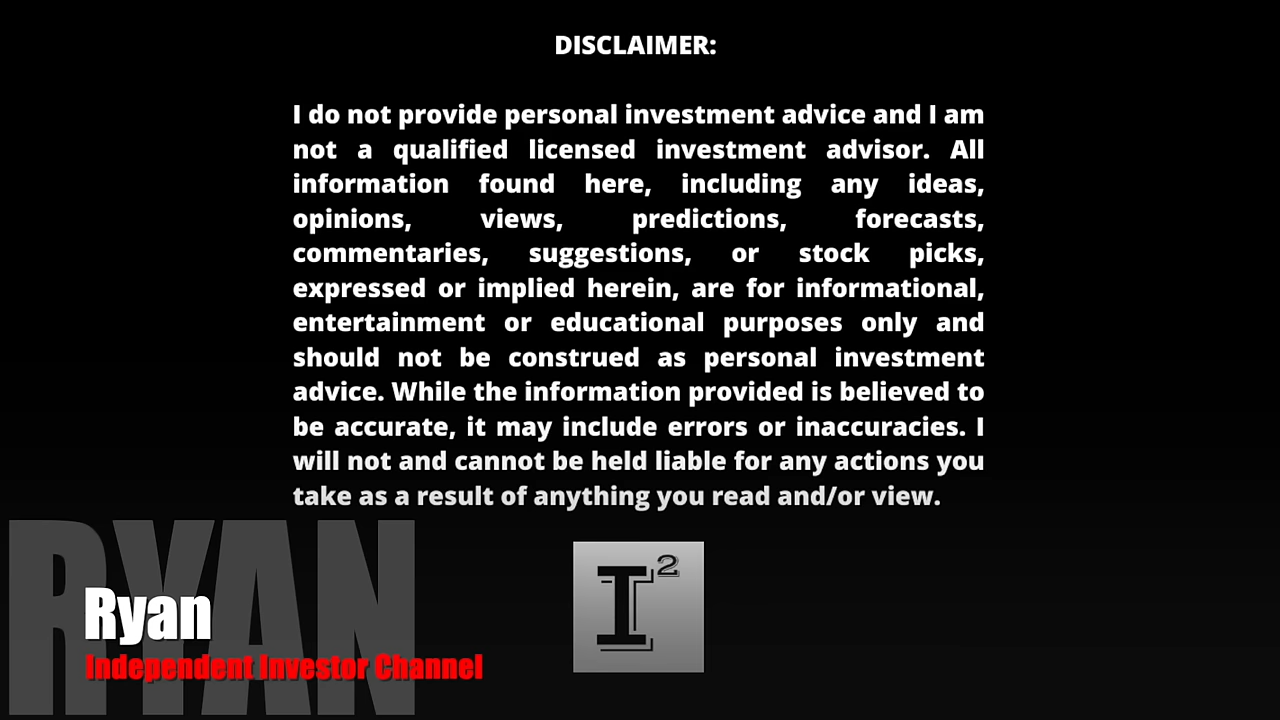 DISCLAIMER:
I do not provide personal investment advice and I am
not a qualified licensed investment advisor. All
information found here, including any ideas,
opinions, views, predictions, forecasts,
commentaries, suggestions, or stock picks,
expressed or implied herein, are for informational,
entertainment or educational purposes only and
should not be construed as personal investment
advice. While the information provided is believed to
be accurate, it may include errors or inaccuracies. I
will not and cannot be held liable for any actions you
take as a result of anything you read and/or view.
RYAN
Ryan
Independent Investor Channel
I²